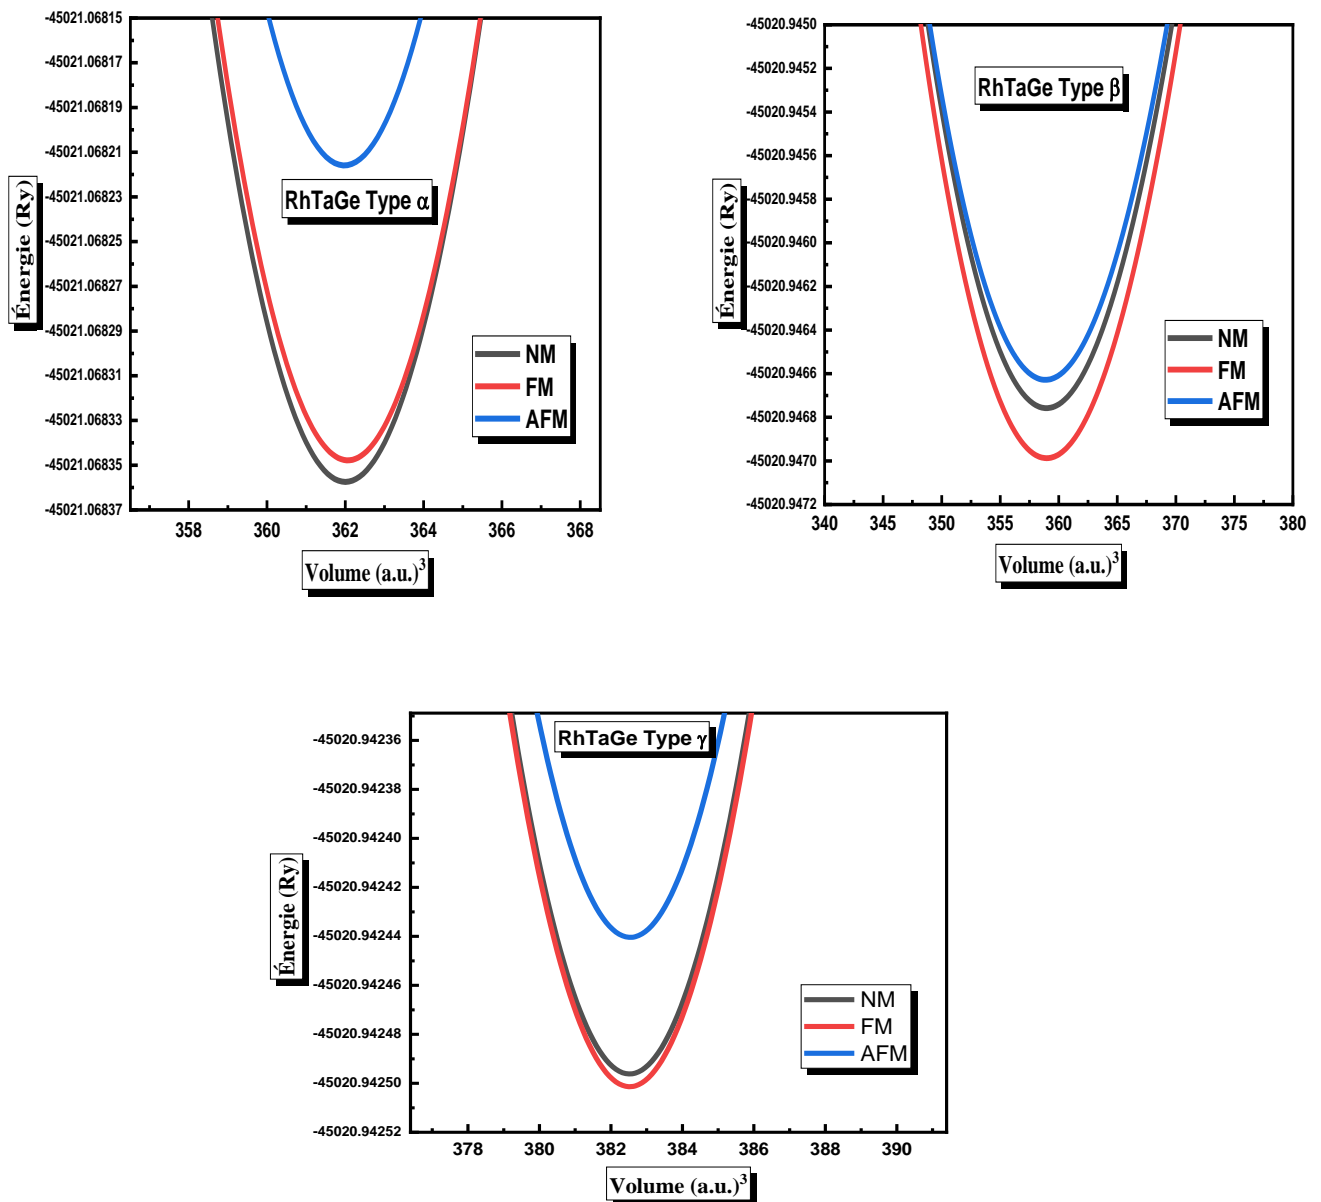 -45021.06815
-45021.06817
-45021.06819
-45021.06821
-45021.06823
-45021.06825
-45021.06827
-45021.06829
-45021.06831
-45021.06833
-45021.06835
-45021.06837
Énergie (Ry)
RhTaGe Type α
NM
FM
AFM
358 360 362 364 366 368
Volume (a.u.)³
-45020.9450
-45020.9452
-45020.9454
-45020.9456
-45020.9458
-45020.9460
-45020.9462
-45020.9464
-45020.9466
-45020.9468
-45020.9470
-45020.9472
Énergie (Ry)
RhTaGe Type β
NM
FM
AFM
340 345 350 355 360 365 370 375 380
Volume (a.u.)³
-45020.94236
-45020.94238
-45020.94240
-45020.94242
-45020.94244
-45020.94246
-45020.94248
-45020.94250
-45020.94252
Énergie (Ry)
RhTaGe Type γ
NM
FM
AFM
378 380 382 384 386 388 390
Volume (a.u.)³